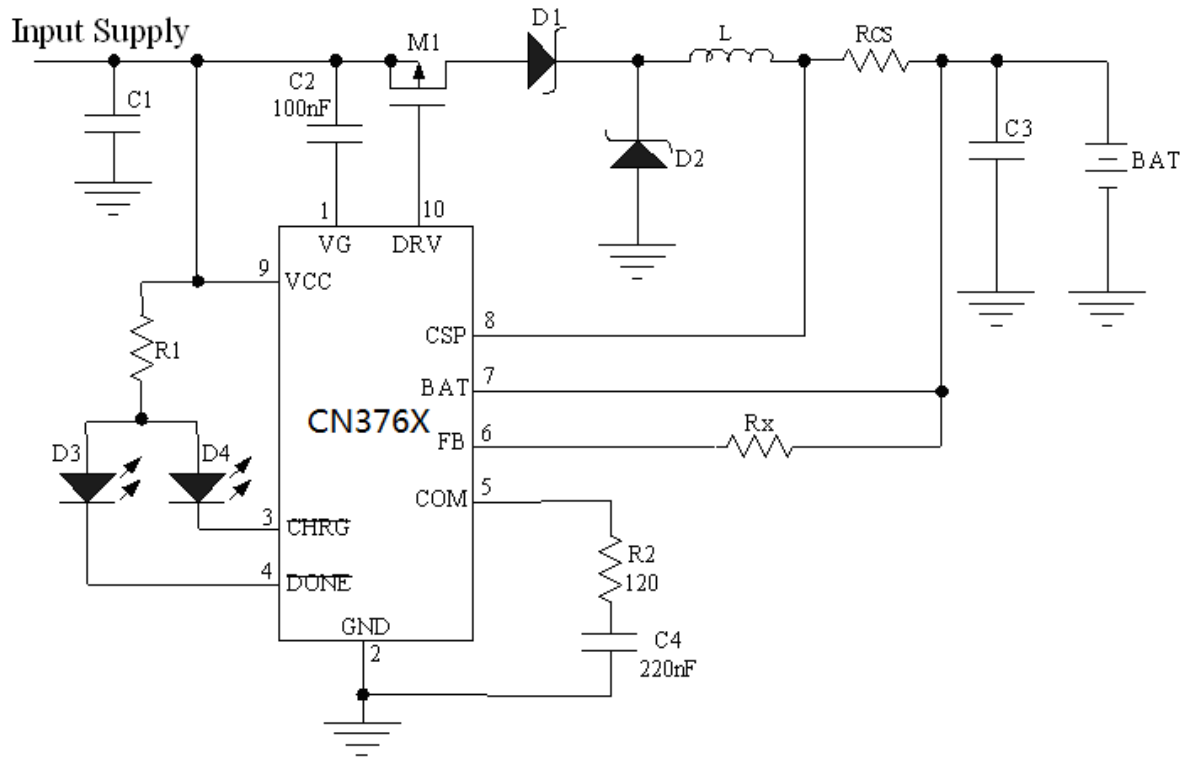 Input Supply
D1
M1
L
RCS
C1
C2
100nF
D2
C3
BAT
1
10
VG
DRV
9
VCC
8
CSP
R1
7
BAT
CN376X
Rx
6
FB
D3
D4
5
COM
3
CHRG
R2
120
4
DONE
GND
2
C4
220nF